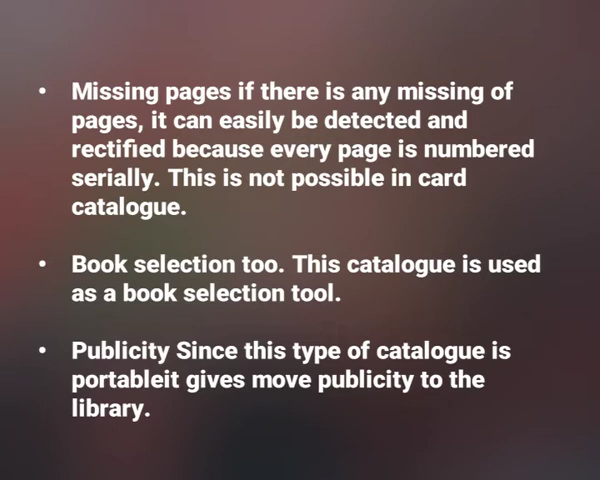 • Missing pages if there is any missing of
pages, it can easily be detected and
rectified because every page is numbered
serially. This is not possible in card
catalogue.
• Book selection too. This catalogue is used
as a book selection tool.
• Publicity Since this type of catalogue is
portableit gives move publicity to the
library.